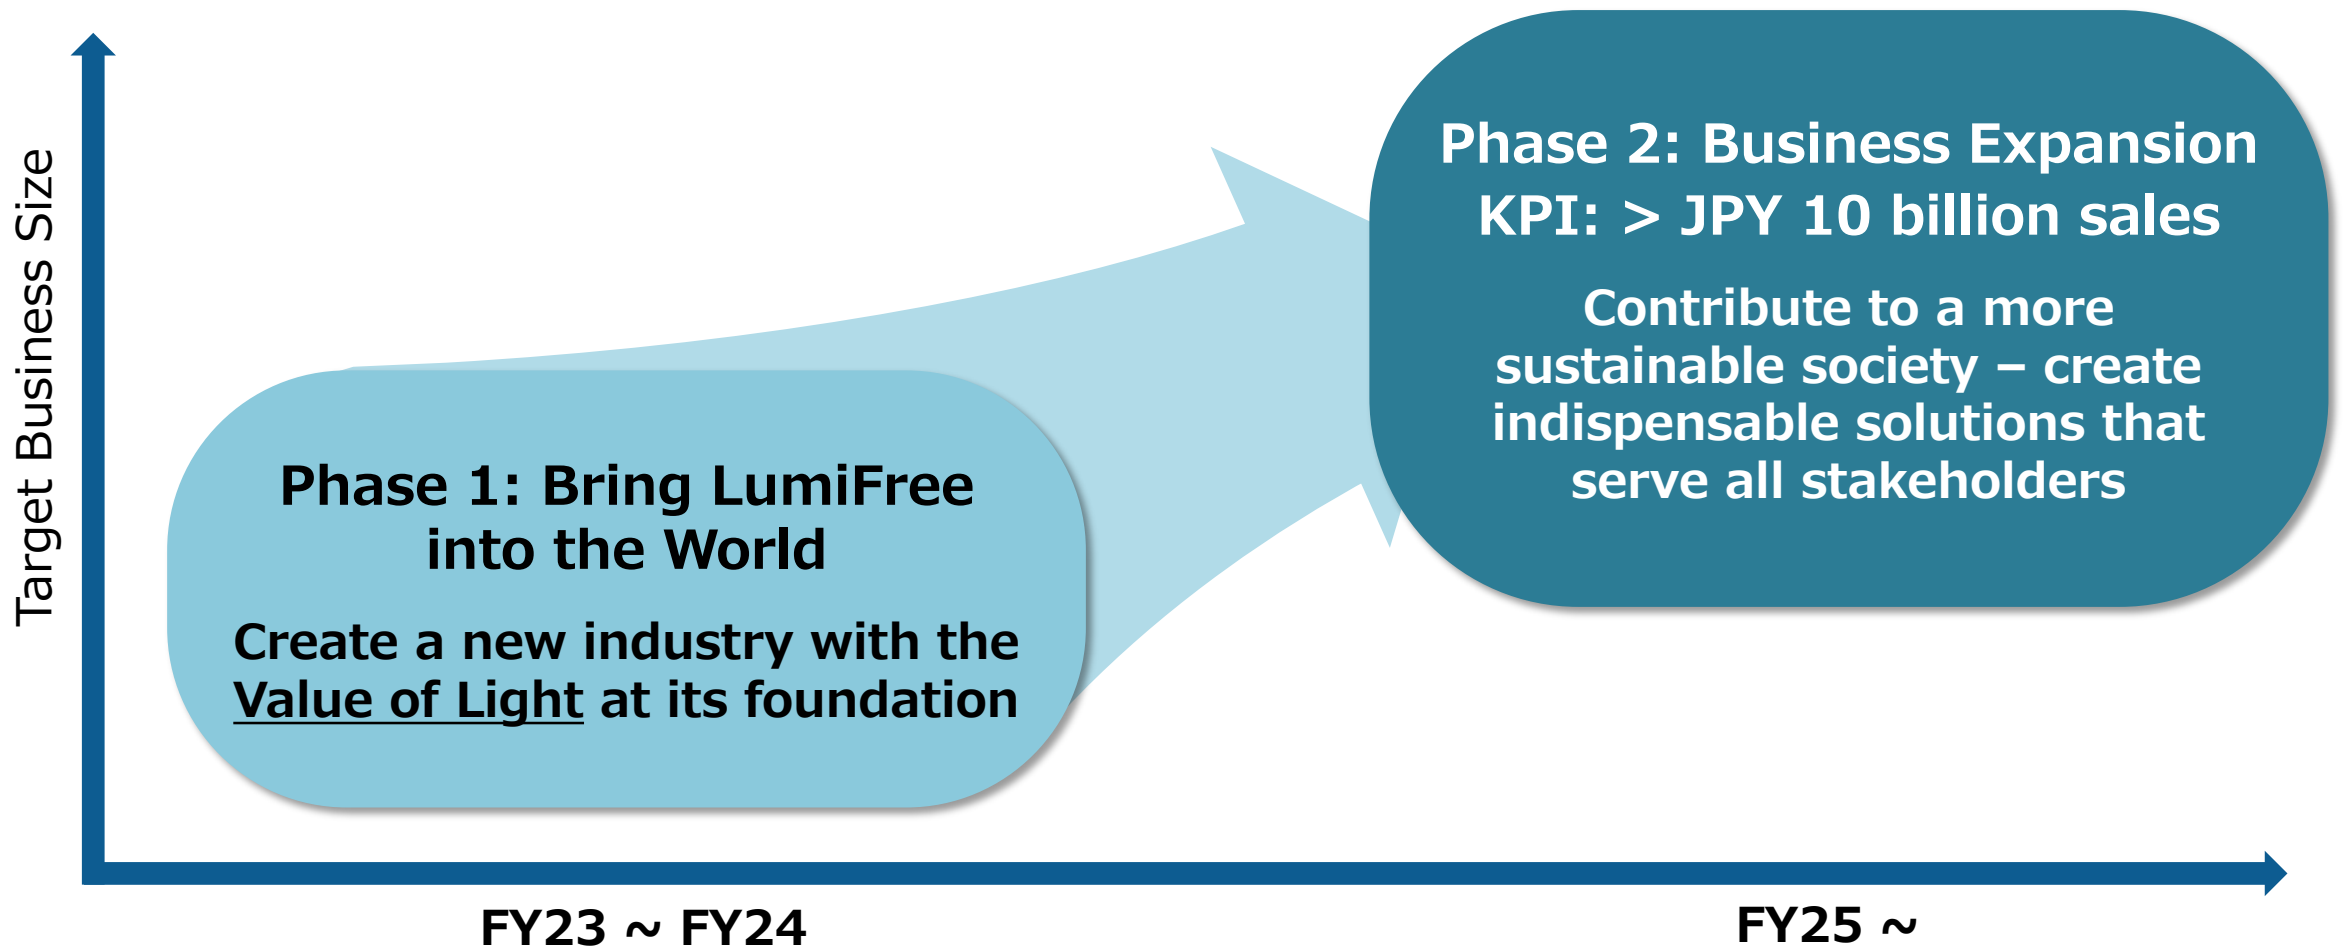 Target Business Size
Phase 1: Bring LumiFree
into the World
Create a new industry with the
Value of Light at its foundation
Phase 2: Business Expansion
KPI: > JPY 10 billion sales
Contribute to a more
sustainable society – create
indispensable solutions that
serve all stakeholders
FY23 ~ FY24
FY25 ~